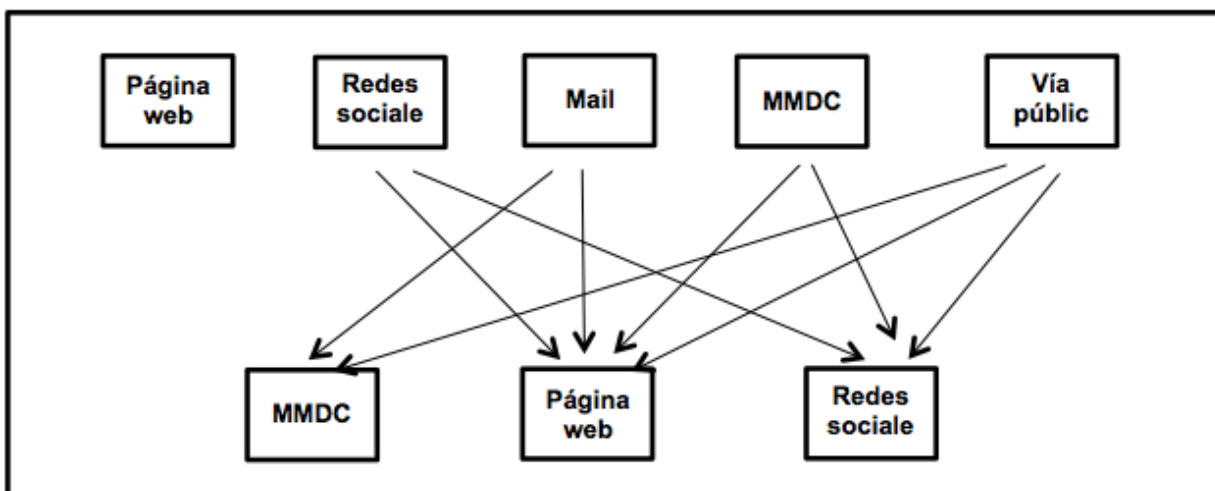 Página
web
Redes
sociale
Mail
MMDC
Vía
públic
MMDC
Página
web
Redes
sociale